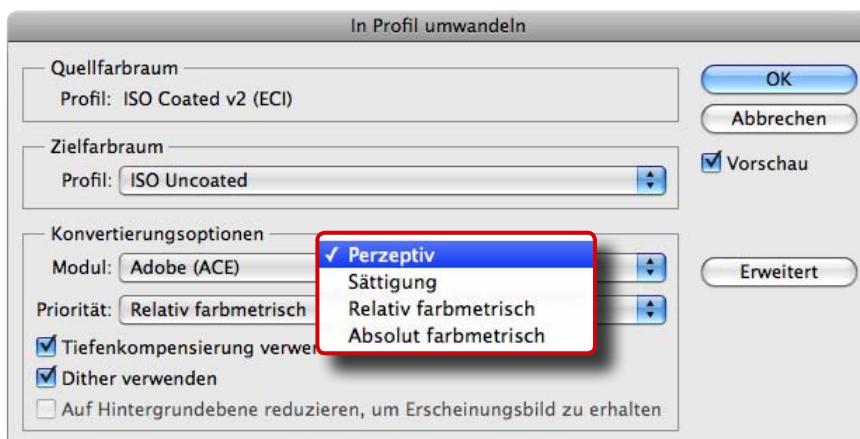 In Profil umwandeln
Quellfarbraum
Profil: ISO Coated v2 (ECI)
OK
Abbrechen
Zielfarbraum
Profil: ISO Uncoated
Vorschau
Konvertierungsoptionen
Modul: Adobe (ACE)
✓ Perzeptiv
Sättigung
Relativ farbmetrisch
Absolut farbmetrisch
Erweitert
Priorität: Relativ farbmetrisch
Tiefenkompensierung verwen
Dither verwenden
Auf Hintergrundebene reduzieren, um Erscheinungsbild zu erhalten